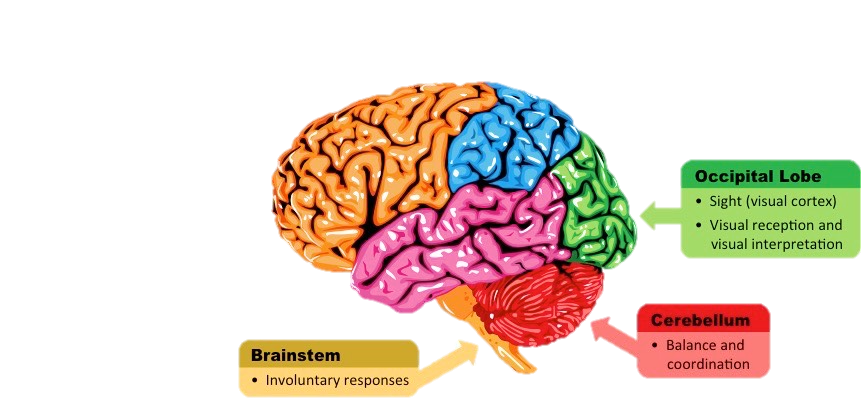 Occipital Lobe
• Sight (visual cortex)
• Visual reception and
visual interpretation
Cerebellum
• Balance and
coordination
Brainstem
• Involuntary responses